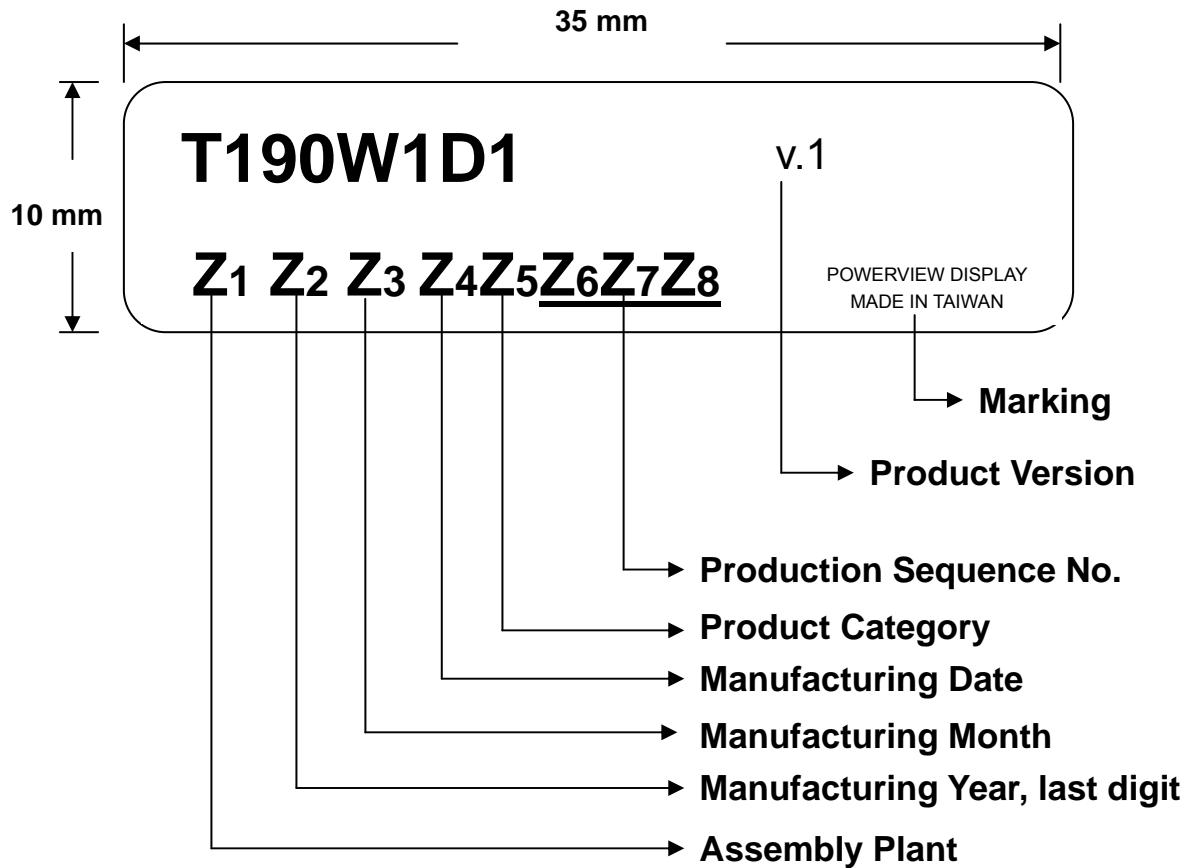 35 mm
T190W1D1
v.1
10 mm
Z1 Z2 Z3 Z4Z5Z6Z7Z8
POWERVIEW DISPLAY
MADE IN TAIWAN
Marking
Product Version
Production Sequence No.
Product Category
Manufacturing Date
Manufacturing Month
Manufacturing Year, last digit
Assembly Plant